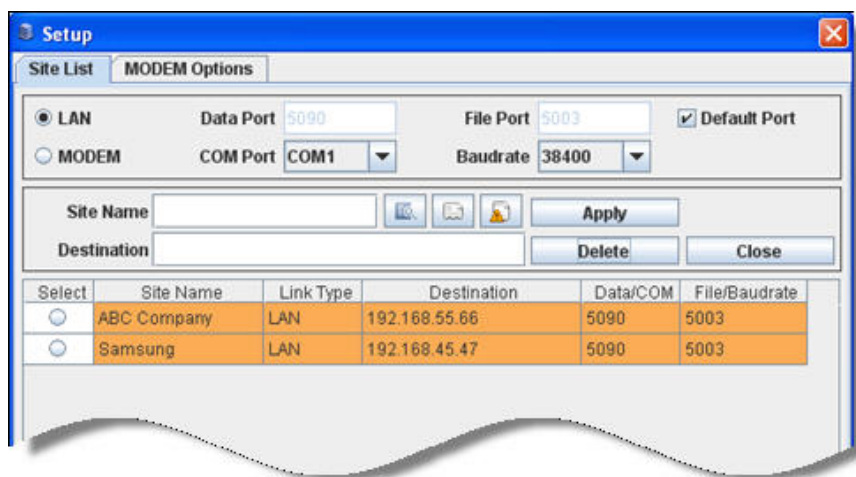 Setup
Site List MODEM Options
LAN Data Port 5090 File Port 5003 Default Port
MODEM COM Port COM1 Baudrate 38400
Site Name Apply
Destination Delete Close
Select Site Name Link Type Destination Data/COM File/Baudrate
ABC Company LAN 192.168.55.66 5090 5003
Samsung LAN 192.168.45.47 5090 5003